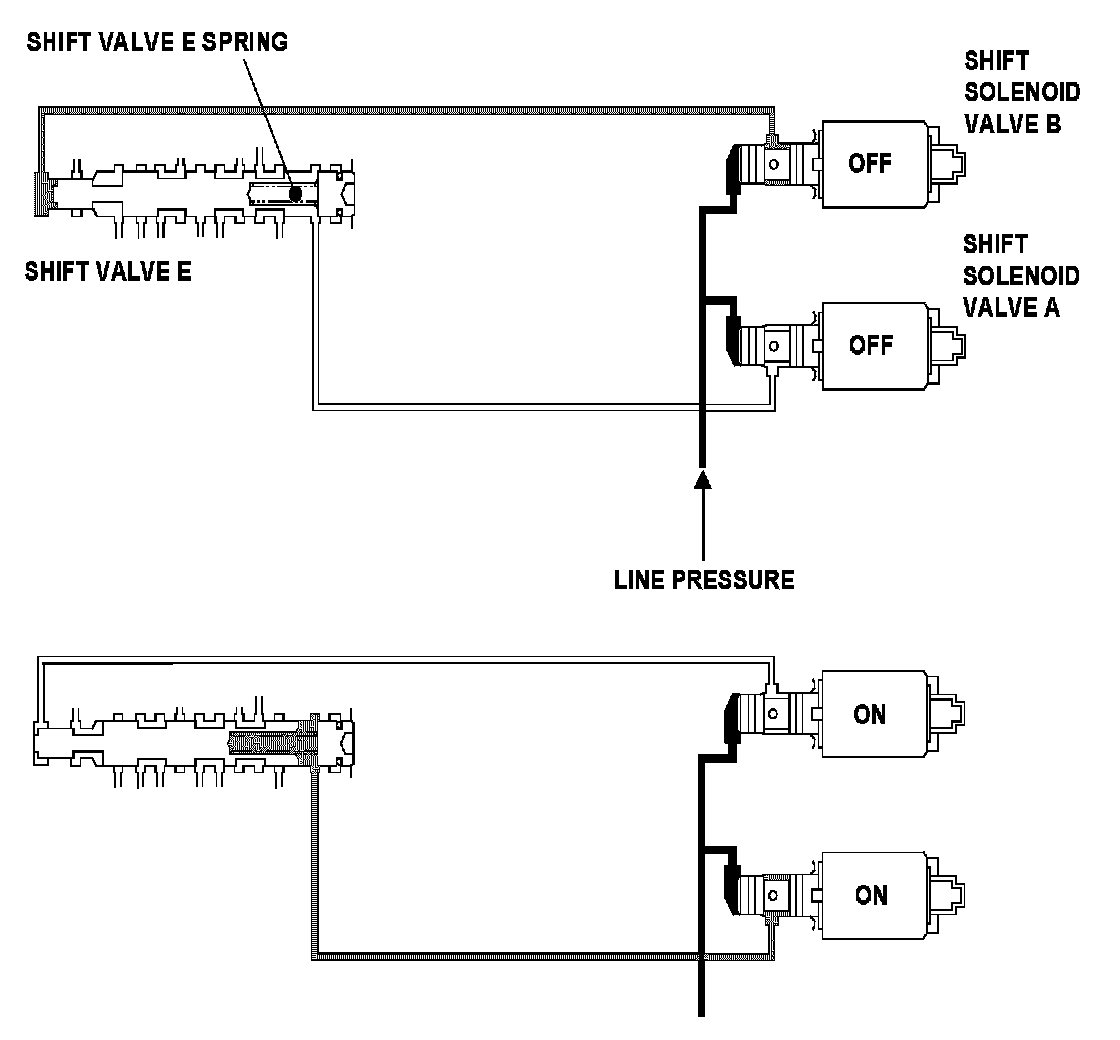 SHIFT VALVE E SPRING
SHIFT
SOLENOID
VALVE B
OFF
SHIFT VALVE E
SHIFT
SOLENOID
VALVE A
OFF
LINE PRESSURE
ON
ON